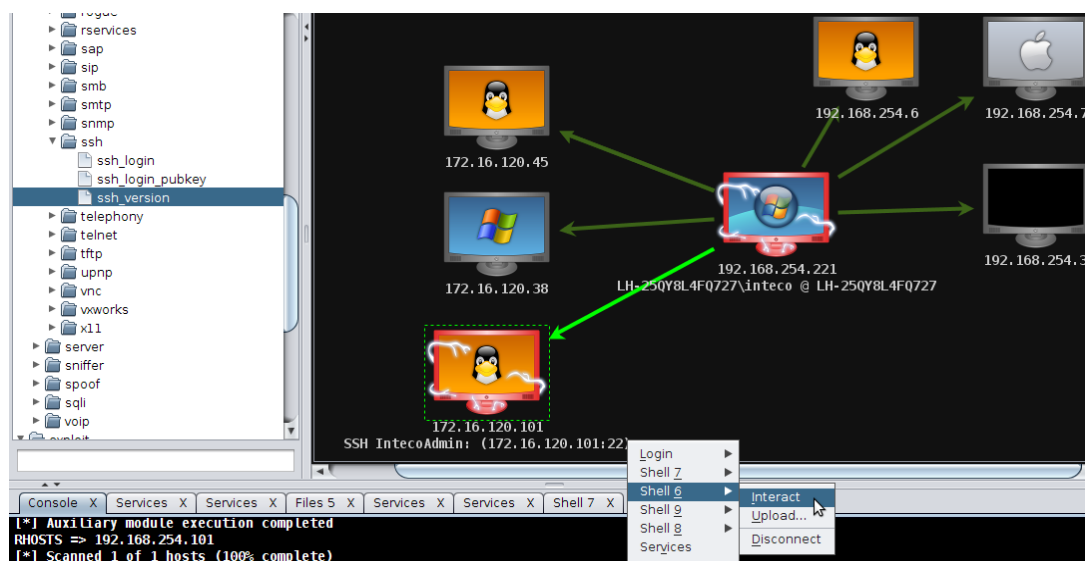 rogue
rservices
sap
sip
smb
smtp
snmp
ssh
ssh_login
ssh_login_pubkey
ssh_version
telephony
telnet
tftp
upnp
vnc
vxworks
x11
server
sniffer
spoof
sqli
voip
exploit
192.168.254.6
192.168.254.7
172.16.120.45
172.16.120.38
192.168.254.221
LH-25QY8L4FQ727\inteco @ LH-25QY8L4FQ727
192.168.254.3
172.16.120.101
SSH IntecoAdmin: (172.16.120.101:22)
Login
Shell 7
Shell 6
Shell 9
Shell 8
Services
Interact
Upload...
Disconnect
Console X Services X Services X Files 5 X Services X Services X Shell 7 X
[*] Auxiliary module execution completed
RHOSTS => 192.168.254.101
[*] Scanned 1 of 1 hosts (100% complete)